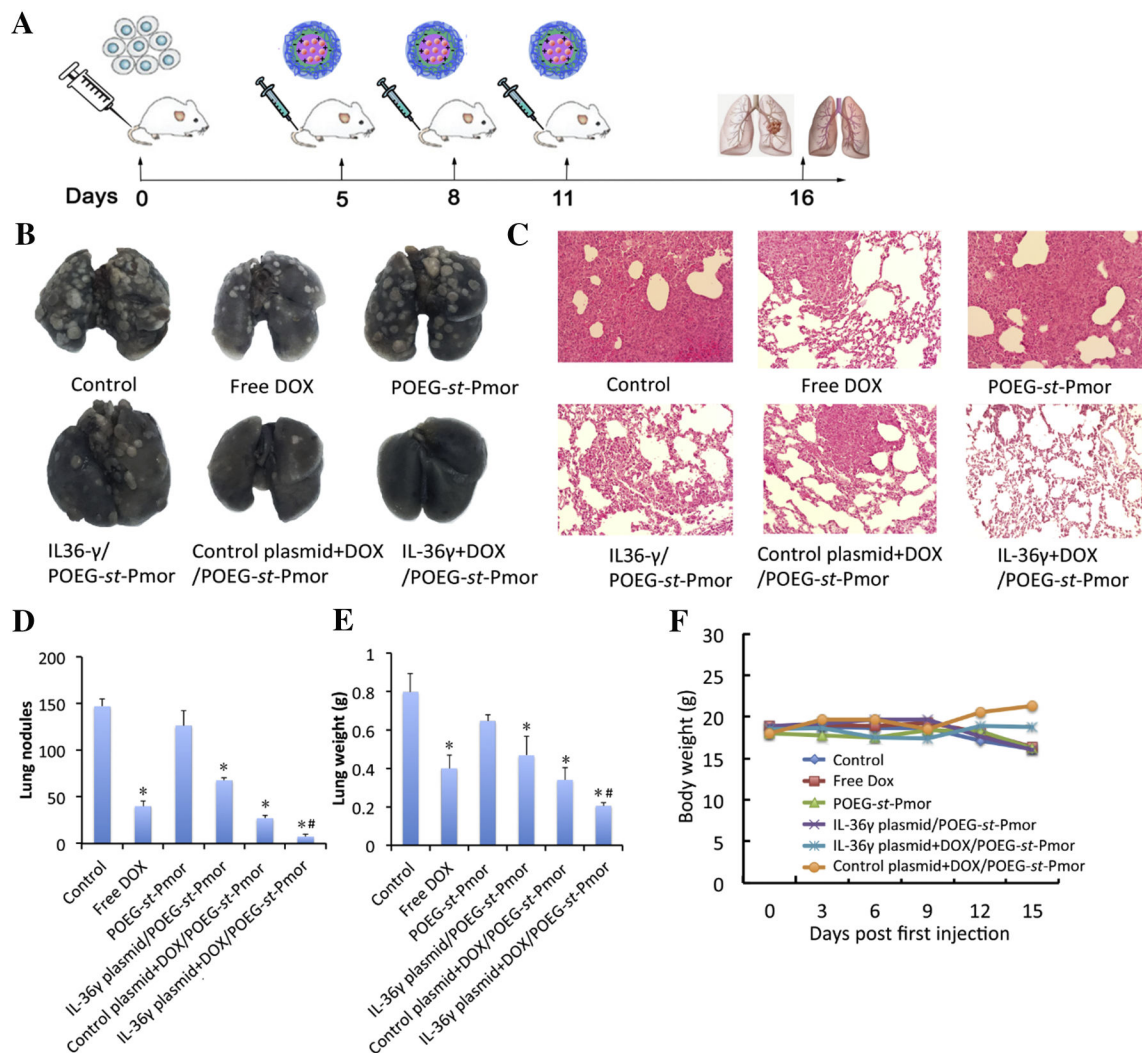 A
Days
0
5
8
11
16
B
Control
Free DOX
POEG-st-Pmor
IL36-γ/
POEG-st-Pmor
Control plasmid+DOX
/POEG-st-Pmor
IL-36γ+DOX
/POEG-st-Pmor
C
Control
Free DOX
POEG-st-Pmor
IL36-γ/
POEG-st-Pmor
Control plasmid+DOX
/POEG-st-Pmor
IL-36γ+DOX
/POEG-st-Pmor
D
Lung nodules
200
150
100
50
0
*
*
*
*#
Control
Free DOX
POEG-st-Pmor
IL-36γ plasmid/POEG-st-Pmor
Control plasmid+DOX/POEG-st-Pmor
IL-36γ plasmid+DOX/POEG-st-Pmor
E
Lung weight (g)
1
0.8
0.6
0.4
0.2
0
*
*
*
*#
Control
Free DOX
POEG-st-Pmor
IL-36γ plasmid/POEG-st-Pmor
Control plasmid+DOX/POEG-st-Pmor
IL-36γ plasmid+DOX/POEG-st-Pmor
F
Body weight (g)
30
25
20
15
10
5
0
Control
Free Dox
POEG-st-Pmor
IL-36γ plasmid/POEG-st-Pmor
IL-36γ plasmid+DOX/POEG-st-Pmor
Control plasmid+DOX/POEG-st-Pmor
0 3 6 9 12 15
Days post first injection